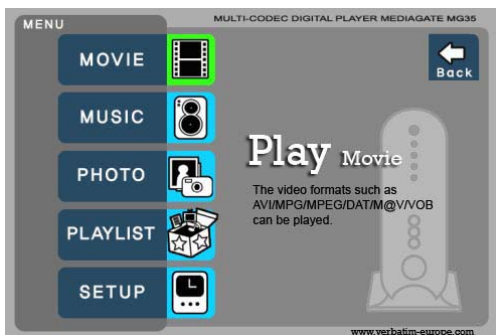 MENU
MULTI-CODEC DIGITAL PLAYER MEDIAGATE MG35
MOVIE
Back
MUSIC
PHOTO
Play Movie
The video formats such as
AVI/MPG/MPEG/DAT/M@V/VOB
can be played.
PLAYLIST
SETUP
www.verbatim-europe.com